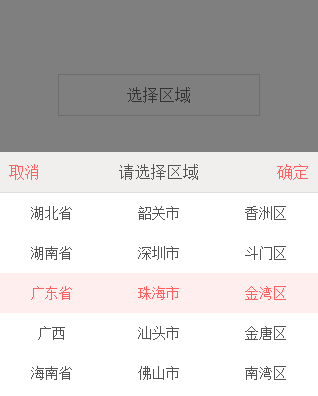 选择区域
取消 请选择区域 确定
湖北省 韶关市 香洲区
湖南省 深圳市 斗门区
广东省 珠海市 金湾区
广西 汕头市 金唐区
海南省 佛山市 南湾区